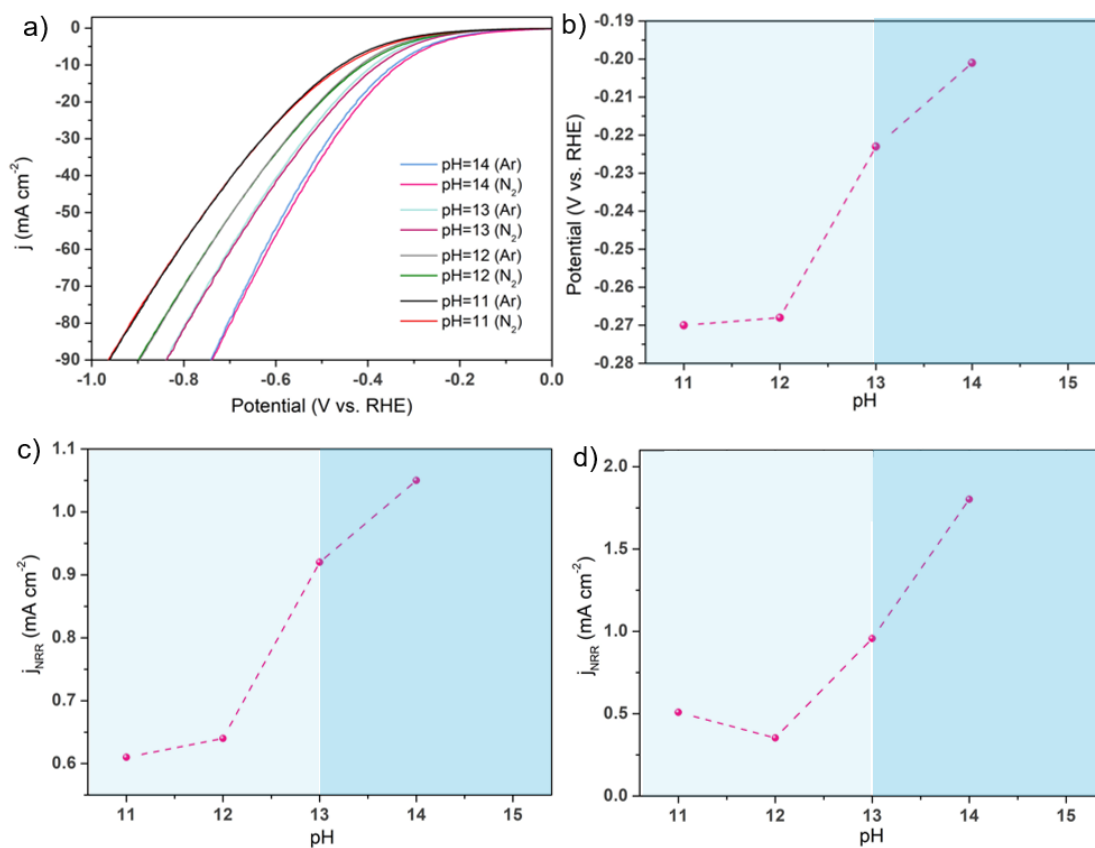 a)
0
-10
-20
-30
-40
-50
-60
-70
-80
-90
j (mA cm⁻²)
pH=14 (Ar)
pH=14 (N₂)
pH=13 (Ar)
pH=13 (N₂)
pH=12 (Ar)
pH=12 (N₂)
pH=11 (Ar)
pH=11 (N₂)
-1.0 -0.8 -0.6 -0.4 -0.2 0.0
Potential (V vs. RHE)
b)
-0.19
-0.20
-0.21
-0.22
-0.23
-0.24
-0.25
-0.26
-0.27
-0.28
Potential (V vs. RHE)
11 12 13 14 15
pH
c)
1.1
1.0
0.9
0.8
0.7
0.6
j_NRR (mA cm⁻²)
11 12 13 14 15
pH
d)
2.0
1.5
1.0
0.5
0.0
j_NRR (mA cm⁻²)
11 12 13 14 15
pH